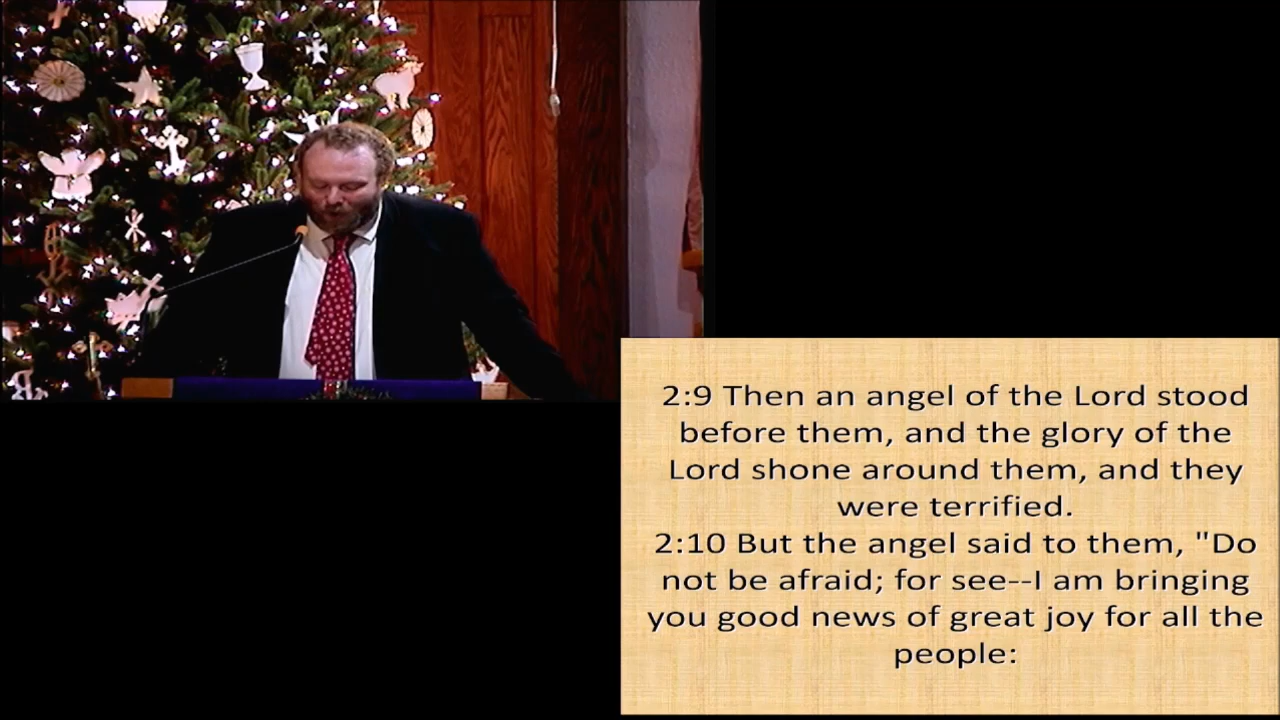 2:9 Then an angel of the Lord stood
before them, and the glory of the
Lord shone around them, and they
were terrified.
2:10 But the angel said to them, "Do
not be afraid; for see--I am bringing
you good news of great joy for all the
people: